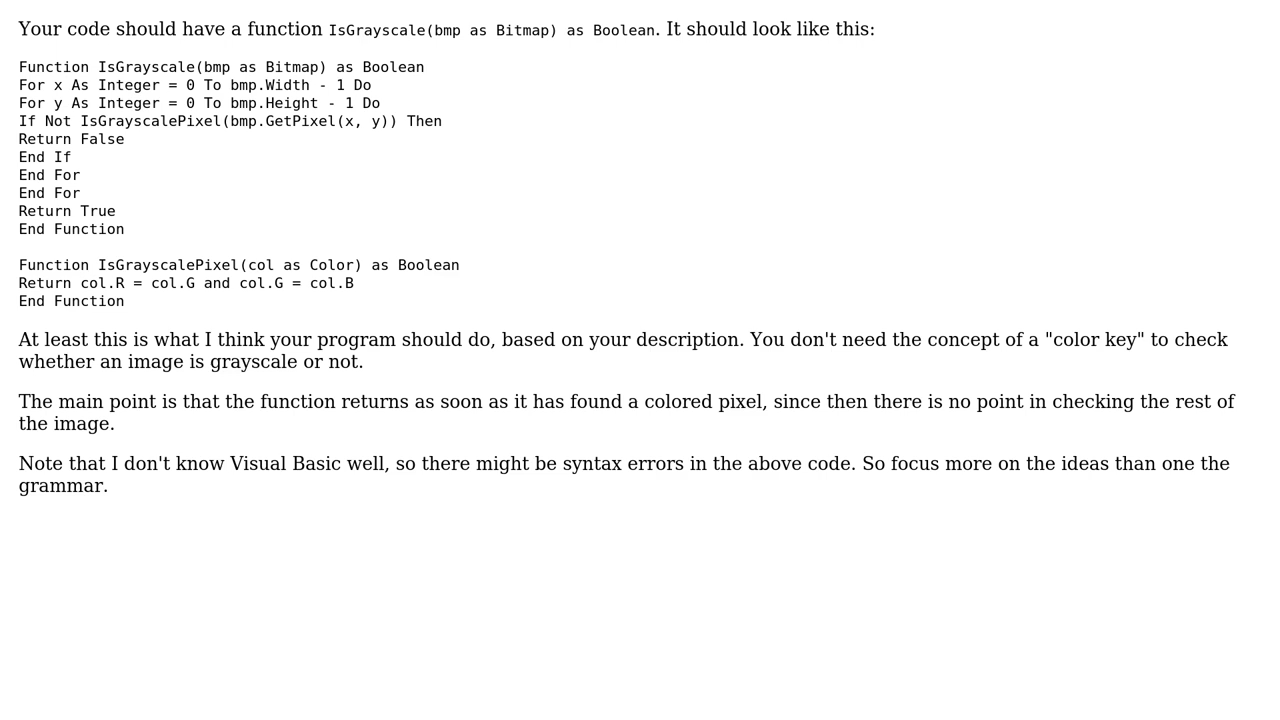 Your code should have a function IsGrayscale(bmp as Bitmap) as Boolean. It should look like this:
Function IsGrayscale(bmp as Bitmap) as Boolean
For x As Integer = 0 To bmp.Width - 1 Do
For y As Integer = 0 To bmp.Height - 1 Do
If Not IsGrayscalePixel(bmp.GetPixel(x, y)) Then
Return False
End If
End For
End For
Return True
End Function
Function IsGrayscalePixel(col as Color) as Boolean
Return col.R = col.G and col.G = col.B
End Function
At least this is what I think your program should do, based on your description. You don't need the concept of a "color key" to check
whether an image is grayscale or not.
The main point is that the function returns as soon as it has found a colored pixel, since then there is no point in checking the rest of
the image.
Note that I don't know Visual Basic well, so there might be syntax errors in the above code. So focus more on the ideas than one the
grammar.